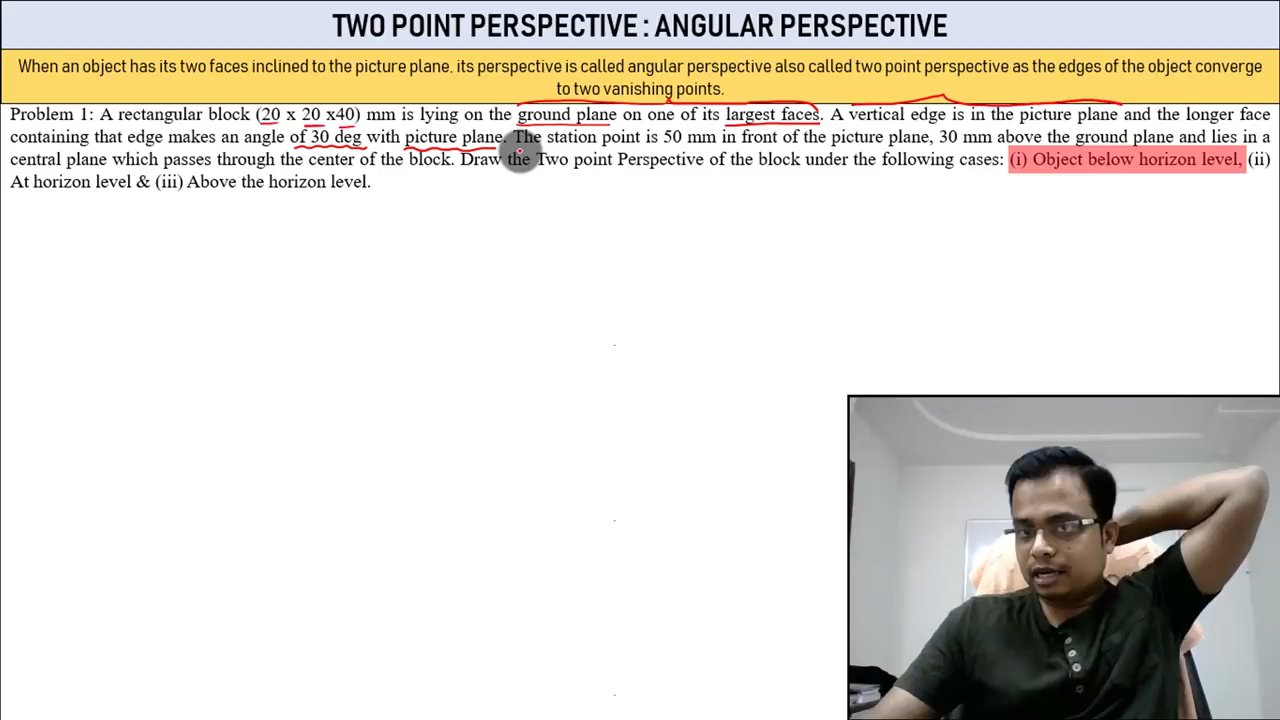 TWO POINT PERSPECTIVE : ANGULAR PERSPECTIVE
When an object has its two faces inclined to the picture plane, its perspective is called angular perspective also called two point perspective as the edges of the object converge
to two vanishing points.
Problem 1: A rectangular block (20 x 20 x40) mm is lying on the ground plane on one of its largest faces. A vertical edge is in the picture plane and the longer face
containing that edge makes an angle of 30 deg with picture plane . The station point is 50 mm in front of the picture plane, 30 mm above the ground plane and lies in a
central plane which passes through the center of the block. Draw the Two point Perspective of the block under the following cases: (i) Object below horizon level, (ii)
At horizon level & (iii) Above the horizon level.